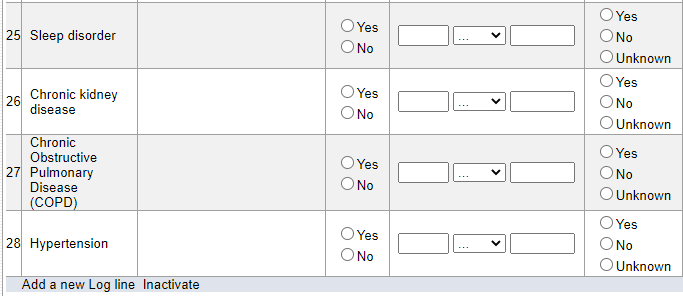 25 Sleep disorder Yes No ... Yes No Unknown
26 Chronic kidney disease Yes No ... Yes No Unknown
27 Chronic Obstructive Pulmonary Disease (COPD) Yes No ... Yes No Unknown
28 Hypertension Yes No ... Yes No Unknown
Add a new Log line Inactivate